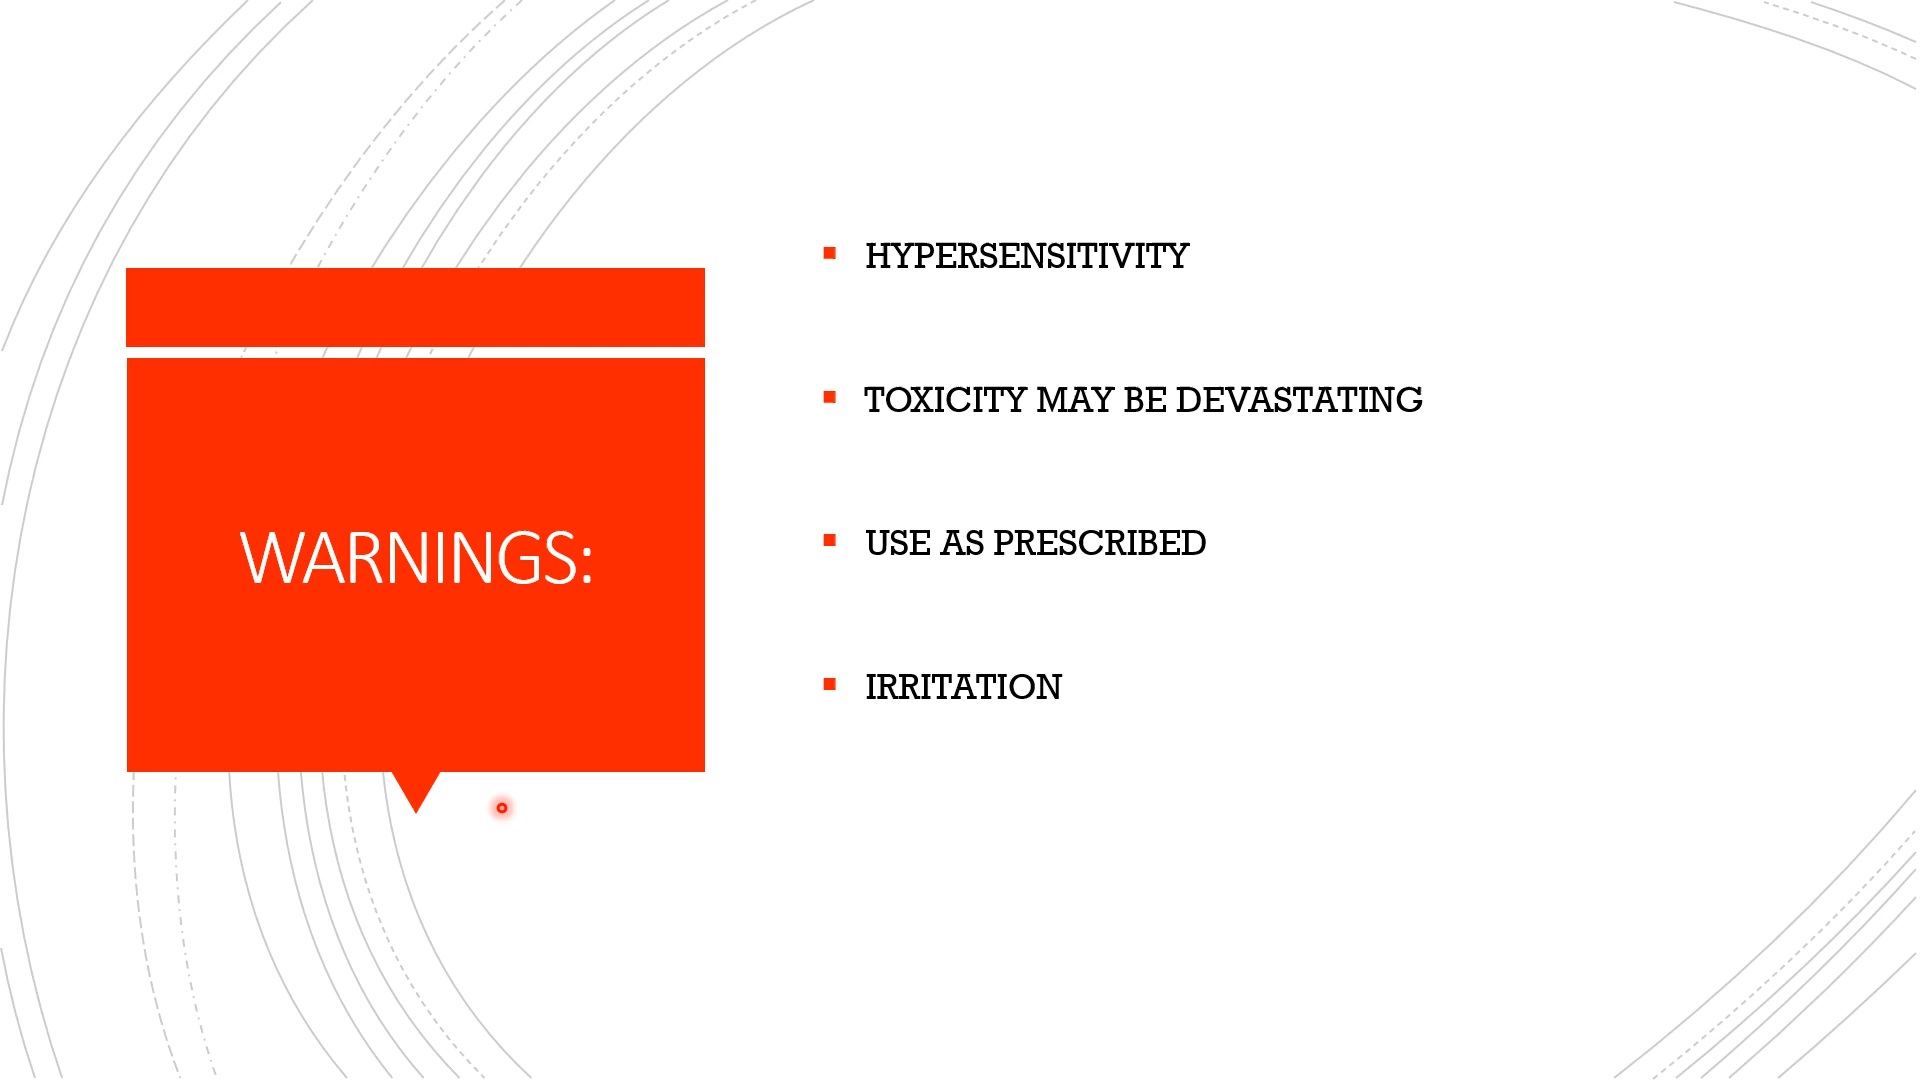 WARNINGS:
HYPERSENSITIVITY
TOXICITY MAY BE DEVASTATING
USE AS PRESCRIBED
IRRITATION